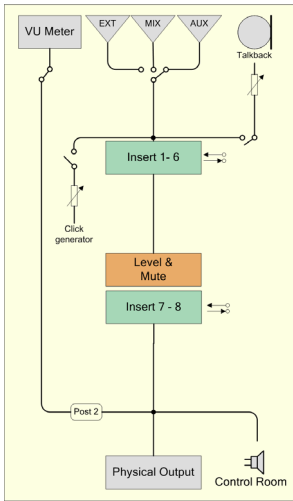 VU Meter
EXT
MIX
AUX
Talkback
Insert 1- 6
Click
generator
Level &
Mute
Insert 7 - 8
Post 2
Physical Output
Control Room